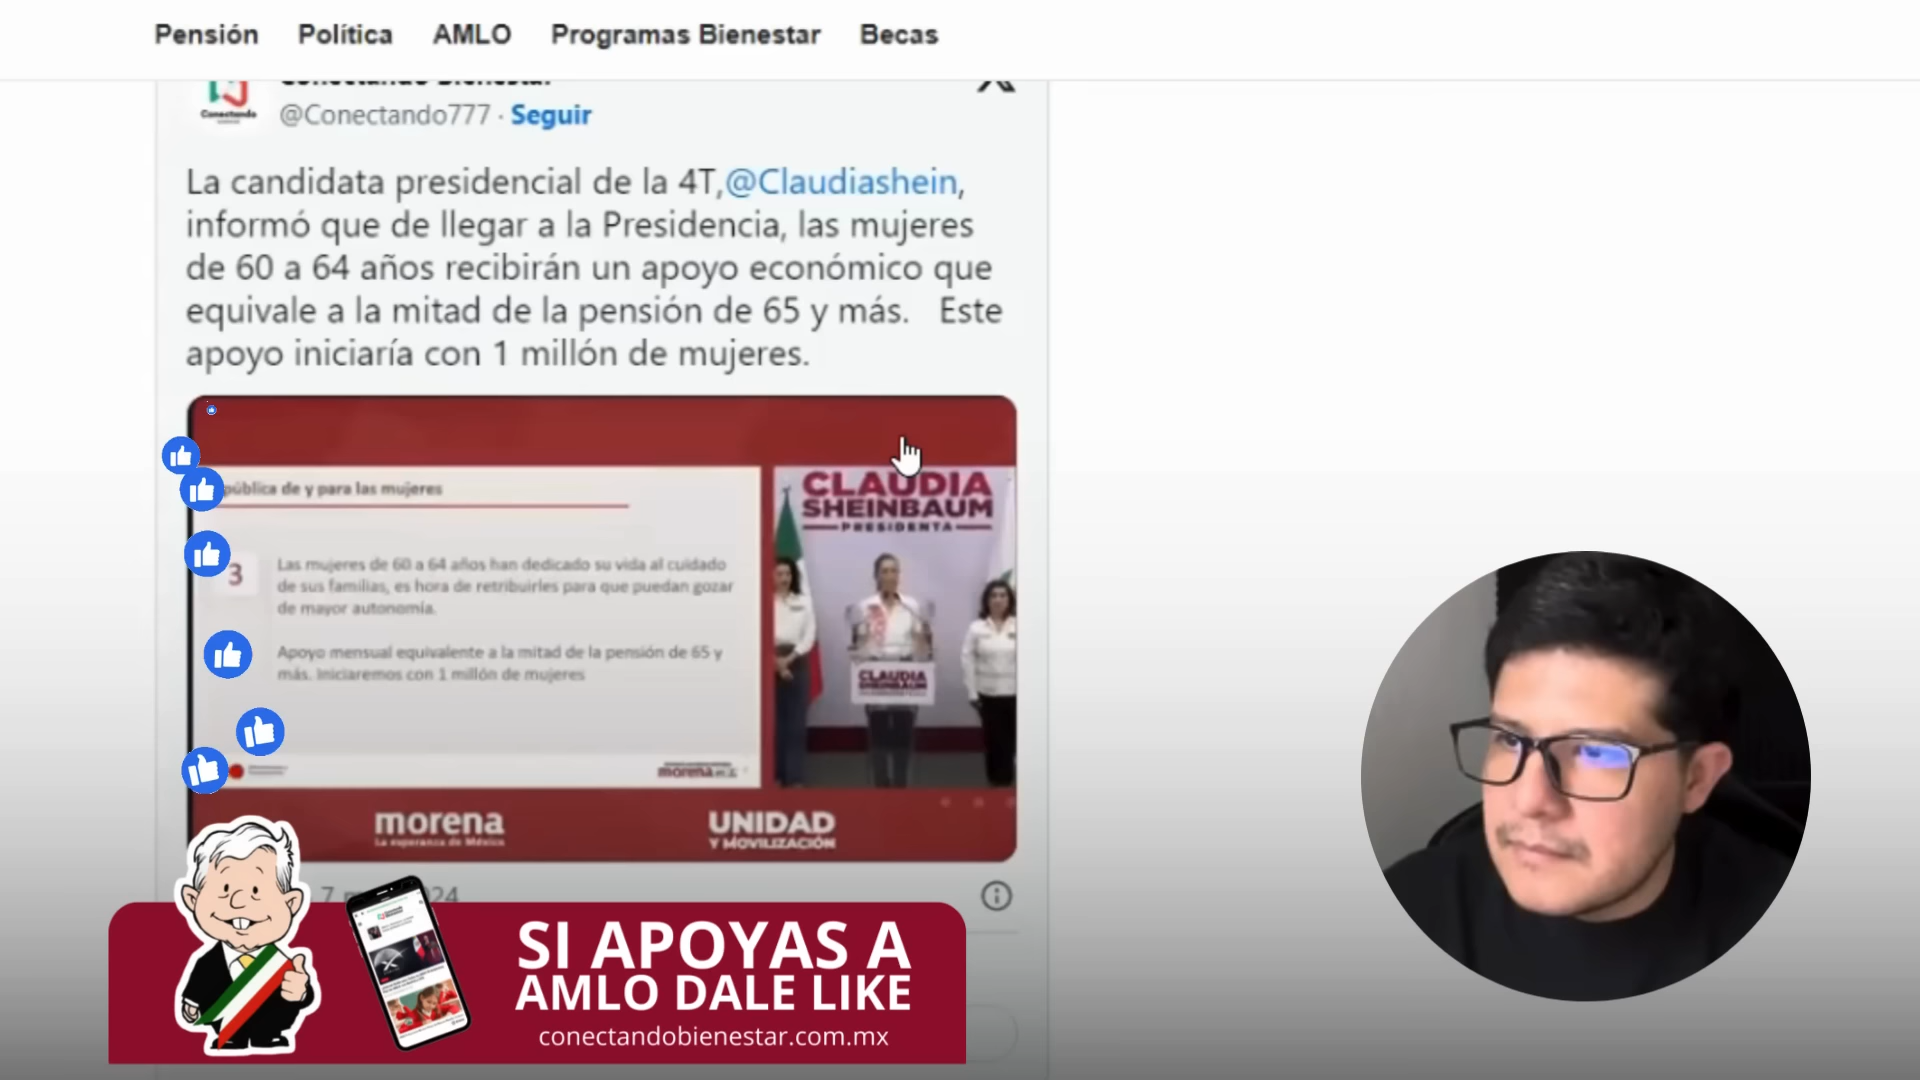 Pensión Política AMLO Programas Bienestar Becas
Conectando Bienestar
Conectando
@Conectando777 · Seguir
La candidata presidencial de la 4T,@Claudiashein,
informó que de llegar a la Presidencia, las mujeres
de 60 a 64 años recibirán un apoyo económico que
equivale a la mitad de la pensión de 65 y más. Este
apoyo iniciaría con 1 millón de mujeres.
pública de y para las mujeres
3
Las mujeres de 60 a 64 años han dedicado su vida al cuidado
de sus familias, es hora de retribuirles para que puedan gozar
de mayor autonomía.
Apoyo mensual equivalente a la mitad de la pensión de 65 y
más. Iniciaremos con 1 millón de mujeres
morena
CLAUDIA
SHEINBAUM
PRESIDENTA
CLAUDIA
SHEINBAUM
morena
La esperanza de México
UNIDAD
Y MOVILIZACIÓN
SI APOYAS A
AMLO DALE LIKE
conectandobienestar.com.mx